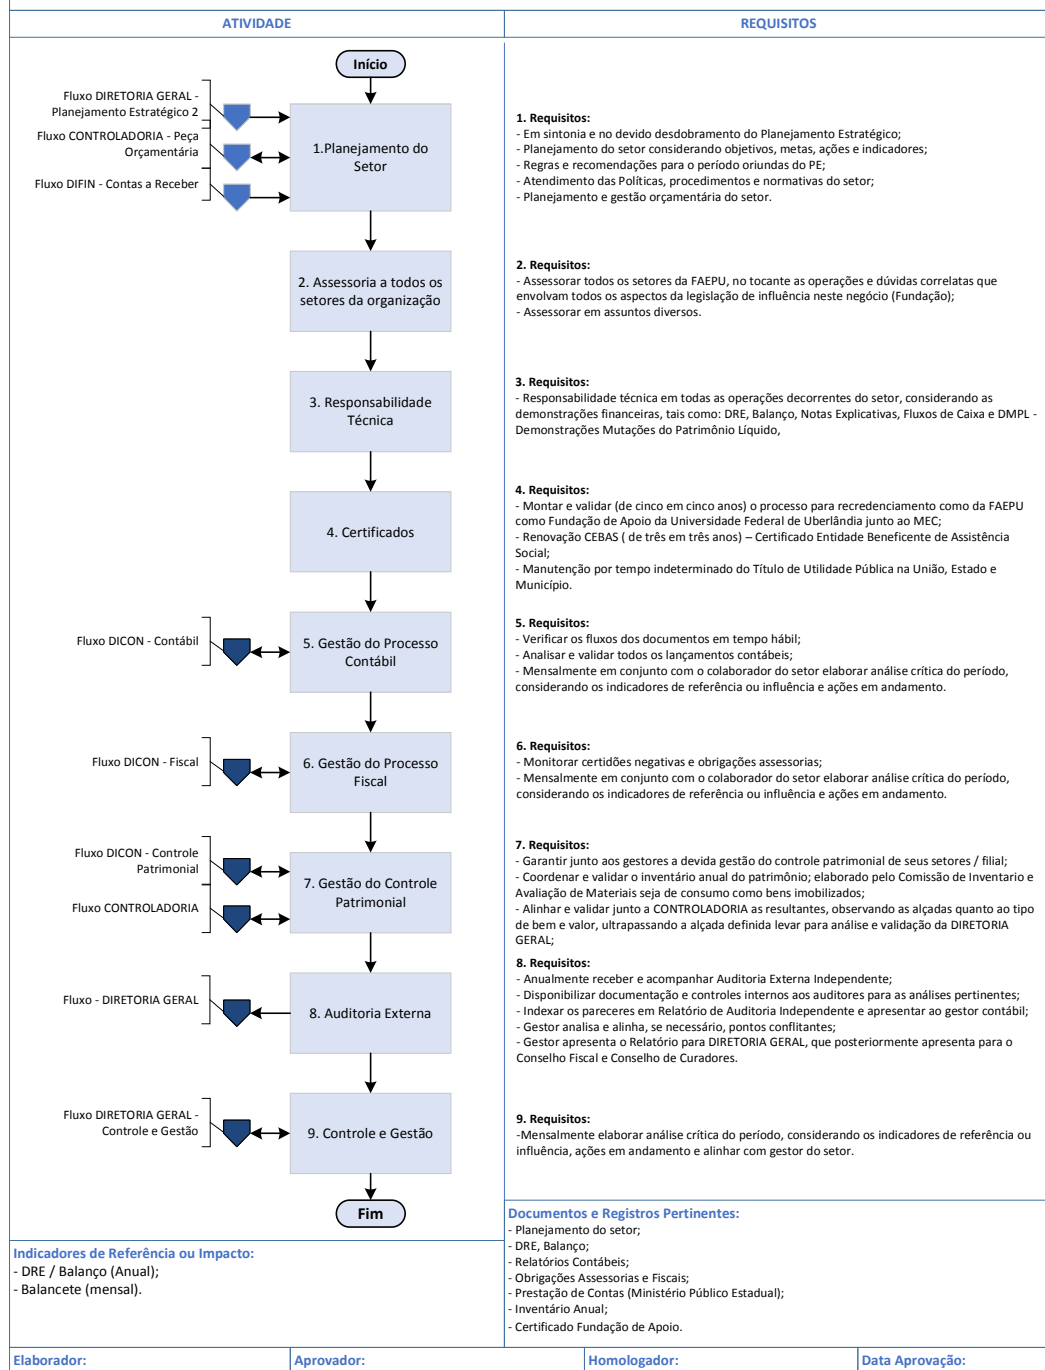 ATIVIDADE
REQUISITOS
Início
Fluxo DIRETORIA GERAL -
Planejamento Estratégico 2
Fluxo CONTROLADORIA - Peça
Orçamentária
Fluxo DIFIN - Contas a Receber
1.Planejamento do
Setor
1. Requisitos:
- Em sintonia e no devido desdobramento do Planejamento Estratégico;
- Planejamento do setor considerando objetivos, metas, ações e indicadores;
- Regras e recomendações para o período oriundas do PE;
- Atendimento das Políticas, procedimentos e normativas do setor;
- Planejamento e gestão orçamentária do setor.
2. Assessoria a todos os
setores da organização
2. Requisitos:
- Assessorar todos os setores da FAEPU, no tocante as operações e dúvidas correlatas que
envolvam todos os aspectos da legislação de influência neste negócio (Fundação);
- Assessorar em assuntos diversos.
3. Responsabilidade
Técnica
3. Requisitos:
- Responsabilidade técnica em todas as operações decorrentes do setor, considerando as
demonstrações financeiras, tais como: DRE, Balanço, Notas Explicativas, Fluxos de Caixa e DMPL -
Demonstrações Mutações do Patrimônio Líquido,
4. Certificados
4. Requisitos:
- Montar e validar (de cinco em cinco anos) o processo para recredenciamento como da FAEPU
como Fundação de Apoio da Universidade Federal de Uberlândia junto ao MEC;
- Renovação CEBAS ( de três em três anos) – Certificado Entidade Beneficente de Assistência
Social;
- Manutenção por tempo indeterminado do Título de Utilidade Pública na União, Estado e
Município.
Fluxo DICON - Contábil
5. Gestão do Processo
Contábil
5. Requisitos:
- Verificar os fluxos dos documentos em tempo hábil;
- Analisar e validar todos os lançamentos contábeis;
- Mensalmente em conjunto com o colaborador do setor elaborar análise crítica do período,
considerando os indicadores de referência ou influência e ações em andamento.
Fluxo DICON - Fiscal
6. Gestão do Processo
Fiscal
6. Requisitos:
- Monitorar certidões negativas e obrigações assessorias;
- Mensalmente em conjunto com o colaborador do setor elaborar análise crítica do período,
considerando os indicadores de referência ou influência e ações em andamento.
Fluxo DICON - Controle
Patrimonial
Fluxo CONTROLADORIA
7. Gestão do Controle
Patrimonial
7. Requisitos:
- Garantir junto aos gestores a devida gestão do controle patrimonial de seus setores / filial;
- Coordenar e validar o inventário anual do patrimônio; elaborado pelo Comissão de Inventario e
Avaliação de Materiais seja de consumo como bens imobilizados;
- Alinhar e validar junto a CONTROLADORIA as resultantes, observando as alçadas quanto ao tipo
de bem e valor, ultrapassando a alçada definida levar para análise e validação da DIRETORIA
GERAL;
Fluxo - DIRETORIA GERAL
8. Auditoria Externa
8. Requisitos:
- Anualmente receber e acompanhar Auditoria Externa Independente;
- Disponibilizar documentação e controles internos aos auditores para as análises pertinentes;
- Indexar os pareceres em Relatório de Auditoria Independente e apresentar ao gestor contábil;
- Gestor analisa e alinha, se necessário, pontos conflitantes;
- Gestor apresenta o Relatório para DIRETORIA GERAL, que posteriormente apresenta para o
Conselho Fiscal e Conselho de Curadores.
Fluxo DIRETORIA GERAL -
Controle e Gestão
9. Controle e Gestão
9. Requisitos:
-Mensalmente elaborar análise crítica do período, considerando os indicadores de referência ou
influência, ações em andamento e alinhar com gestor do setor.
Fim
Indicadores de Referência ou Impacto:
- DRE / Balanço (Anual);
- Balancete (mensal).
Documentos e Registros Pertinentes:
- Planejamento do setor;
- DRE, Balanço;
- Relatórios Contábeis;
- Obrigações Assessorias e Fiscais;
- Prestação de Contas (Ministério Público Estadual);
- Inventário Anual;
- Certificado Fundação de Apoio.
Elaborador:
Aprovador:
Homologador:
Data Aprovação: